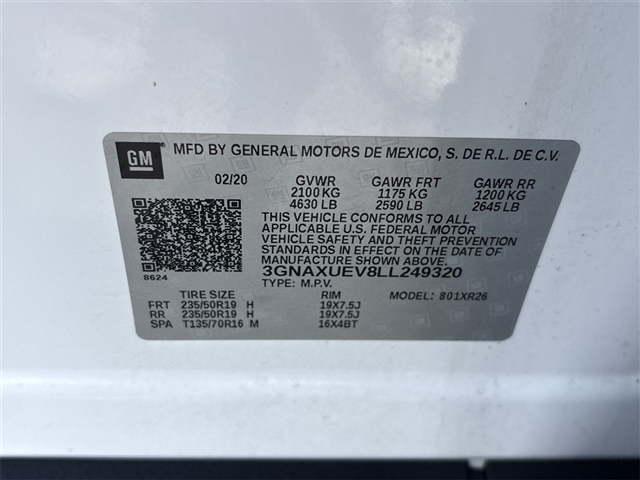 GM
MFD BY GENERAL MOTORS DE MEXICO, S. DE R.L. DE C.V.
02/20 GVWR GAWR FRT GAWR RR
2100 KG 1175 KG 1200 KG
4630 LB 2590 LB 2645 LB
THIS VEHICLE CONFORMS TO ALL
APPLICABLE U.S. FEDERAL MOTOR
VEHICLE SAFETY AND THEFT PREVENTION
STANDARDS IN EFFECT ON THE DATE OF
MANUFACTURE SHOWN ABOVE.
3GNAXUEV8LL249320
8624
TYPE: M.P.V.
TIRE SIZE RIM MODEL: 801XR26
FRT 235/50R19 H 19X7.5J
RR 235/50R19 H 19X7.5J
SPA T135/70R16 M 16X4BT